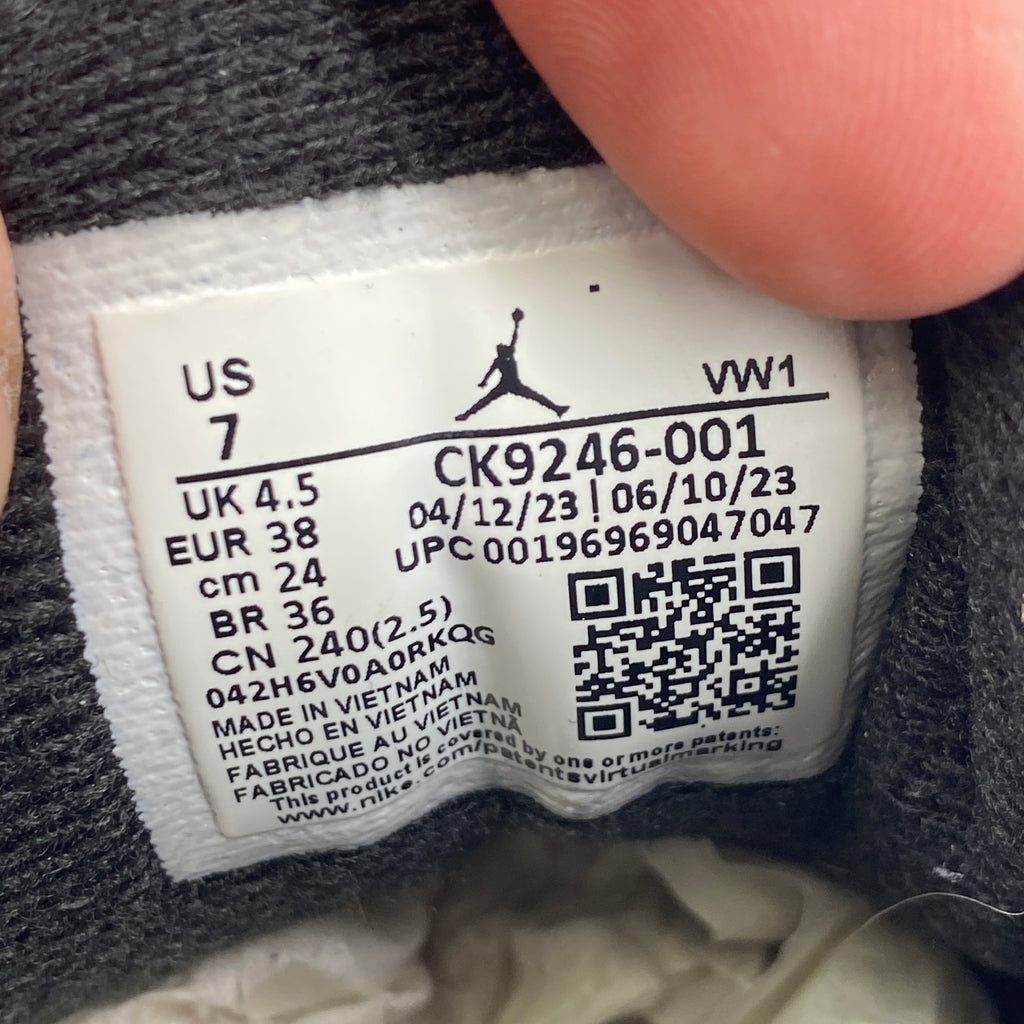 US
7
VW1
CK9246-001
04/12/23 | 06/10/23
UPC 00196969047047
UK 4.5
EUR 38
cm 24
BR 36
CN 240(2.5)
042H6V0A0RKQG
MADE IN VIETNAM
HECHO EN VIETNAM
FABRIQUE AU VIETNAM
FABRICADO NO VIETNÃ
This product is covered by one or more patents:
www.nike.com/patentsvirtualmarking